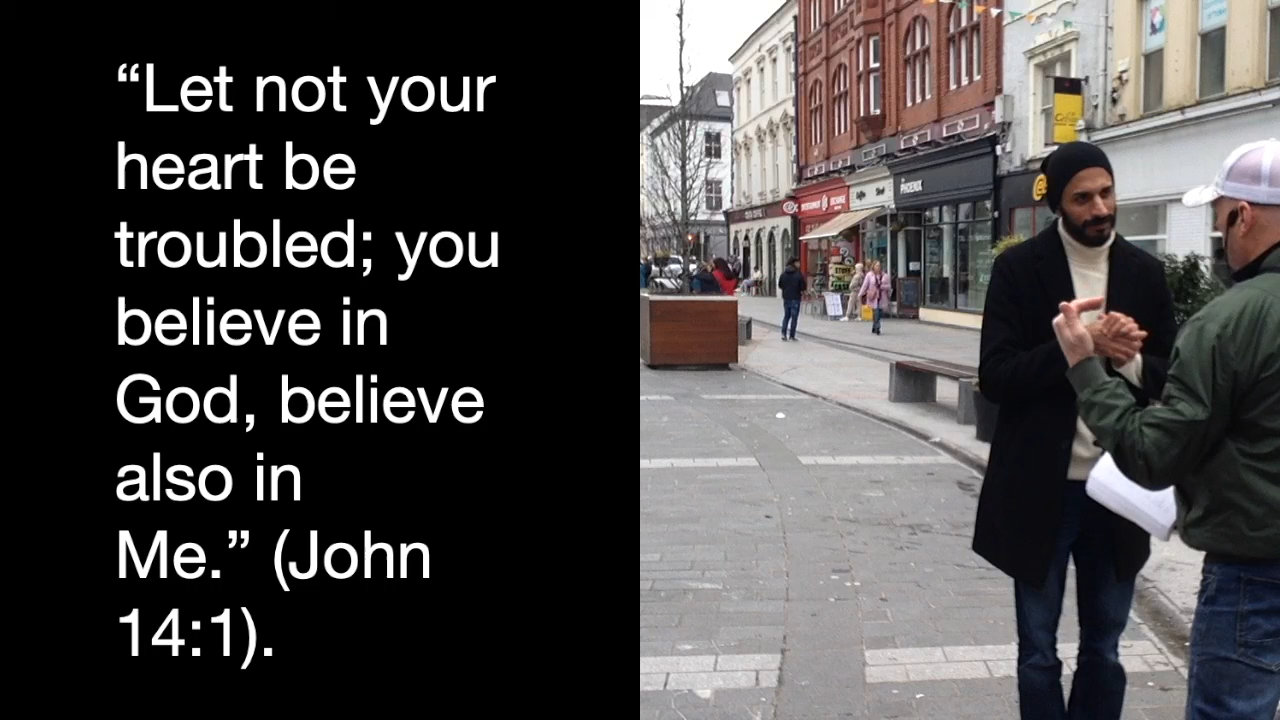 “Let not your
heart be
troubled; you
believe in
God, believe
also in
Me.” (John
14:1).
PHOENIX